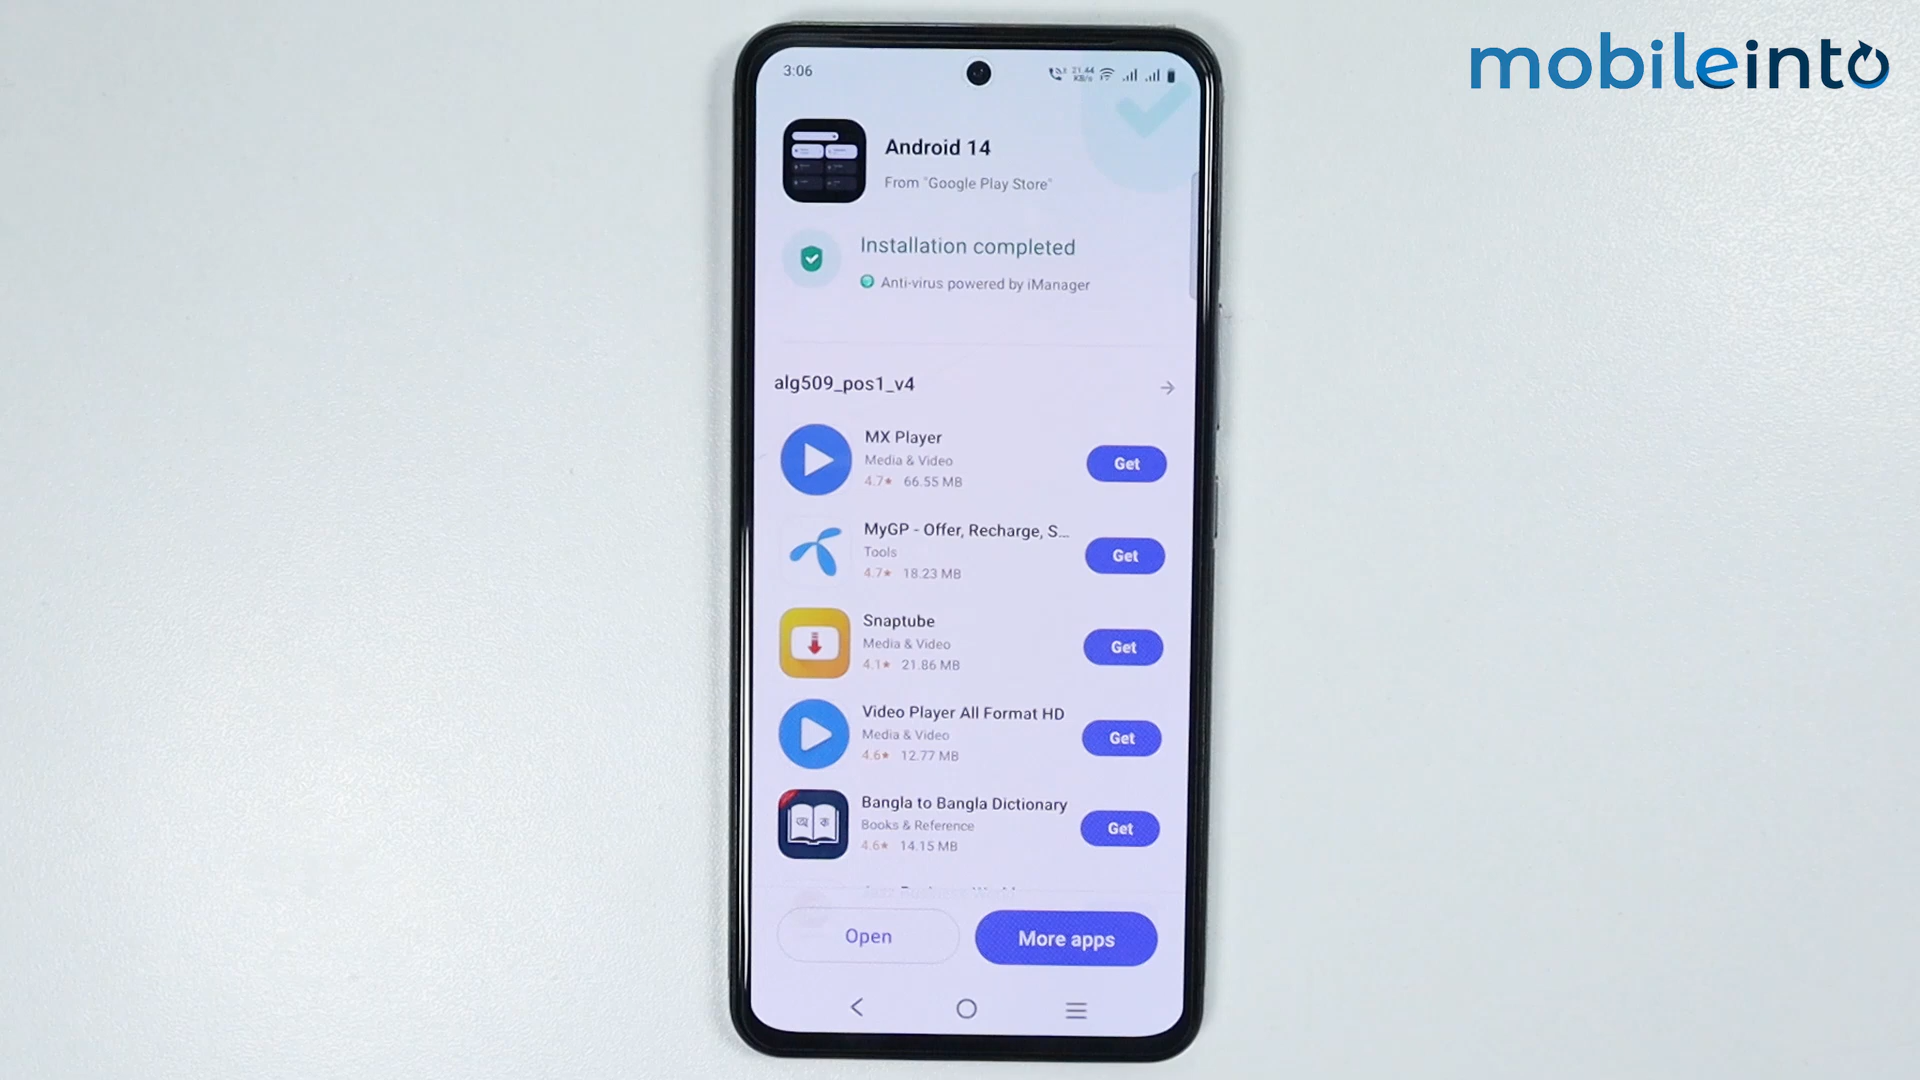 mobileinto
3:06
21.44
KB/s
Android 14
From "Google Play Store"
Installation completed
Anti-virus powered by iManager
alg509_pos1_v4
MX Player
Media & Video
4.7★ 66.55 MB
Get
MyGP - Offer, Recharge, S...
Tools
4.7★ 18.23 MB
Get
Snaptube
Media & Video
4.1★ 21.86 MB
Get
Video Player All Format HD
Media & Video
4.6★ 12.77 MB
Get
অ ক
Bangla to Bangla Dictionary
Books & Reference
4.6★ 14.15 MB
Get
Open
More apps